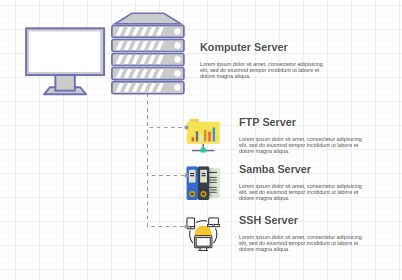 Komputer Server
Lorem ipsum dolor sit amet, consectetur adipiscing
elit, sed do eiusmod tempor incididunt ut labore et
dolore magna aliqua.
FTP Server
Lorem ipsum dolor sit amet, consectetur adipiscing
elit, sed do eiusmod tempor incididunt ut labore et
dolore magna aliqua.
Samba Server
Lorem ipsum dolor sit amet, consectetur adipiscing
elit, sed do eiusmod tempor incididunt ut labore et
dolore magna aliqua.
SSH Server
Lorem ipsum dolor sit amet, consectetur adipiscing
elit, sed do eiusmod tempor incididunt ut labore et
dolore magna aliqua.